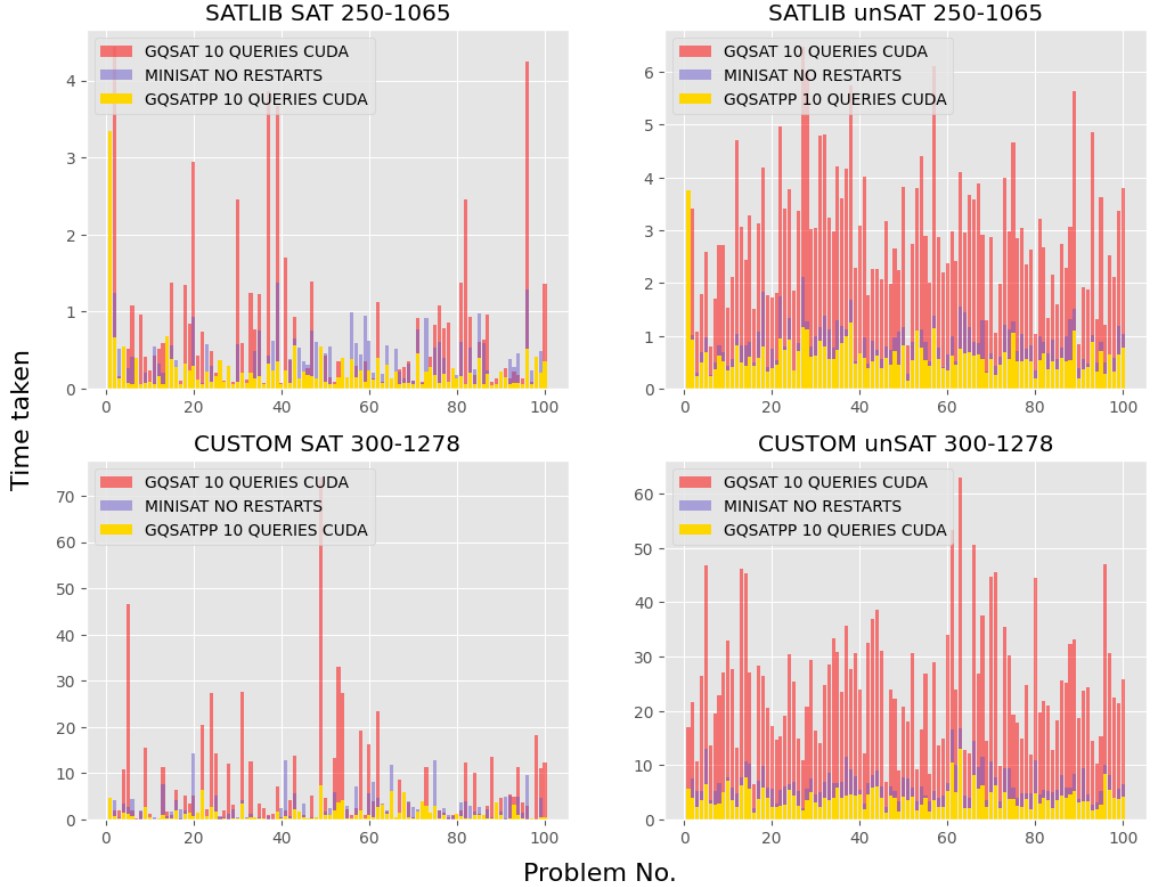 SATLIB SAT 250-1065
GQSAT 10 QUERIES CUDA
MINISAT NO RESTARTS
GQSATPP 10 QUERIES CUDA
4
3
2
1
0
0 20 40 60 80 100
SATLIB unSAT 250-1065
GQSAT 10 QUERIES CUDA
MINISAT NO RESTARTS
GQSATPP 10 QUERIES CUDA
6
5
4
3
2
1
0
0 20 40 60 80 100
Time taken
CUSTOM SAT 300-1278
GQSAT 10 QUERIES CUDA
MINISAT NO RESTARTS
GQSATPP 10 QUERIES CUDA
70
60
50
40
30
20
10
0
0 20 40 60 80 100
CUSTOM unSAT 300-1278
GQSAT 10 QUERIES CUDA
MINISAT NO RESTARTS
GQSATPP 10 QUERIES CUDA
60
50
40
30
20
10
0
0 20 40 60 80 100
Problem No.